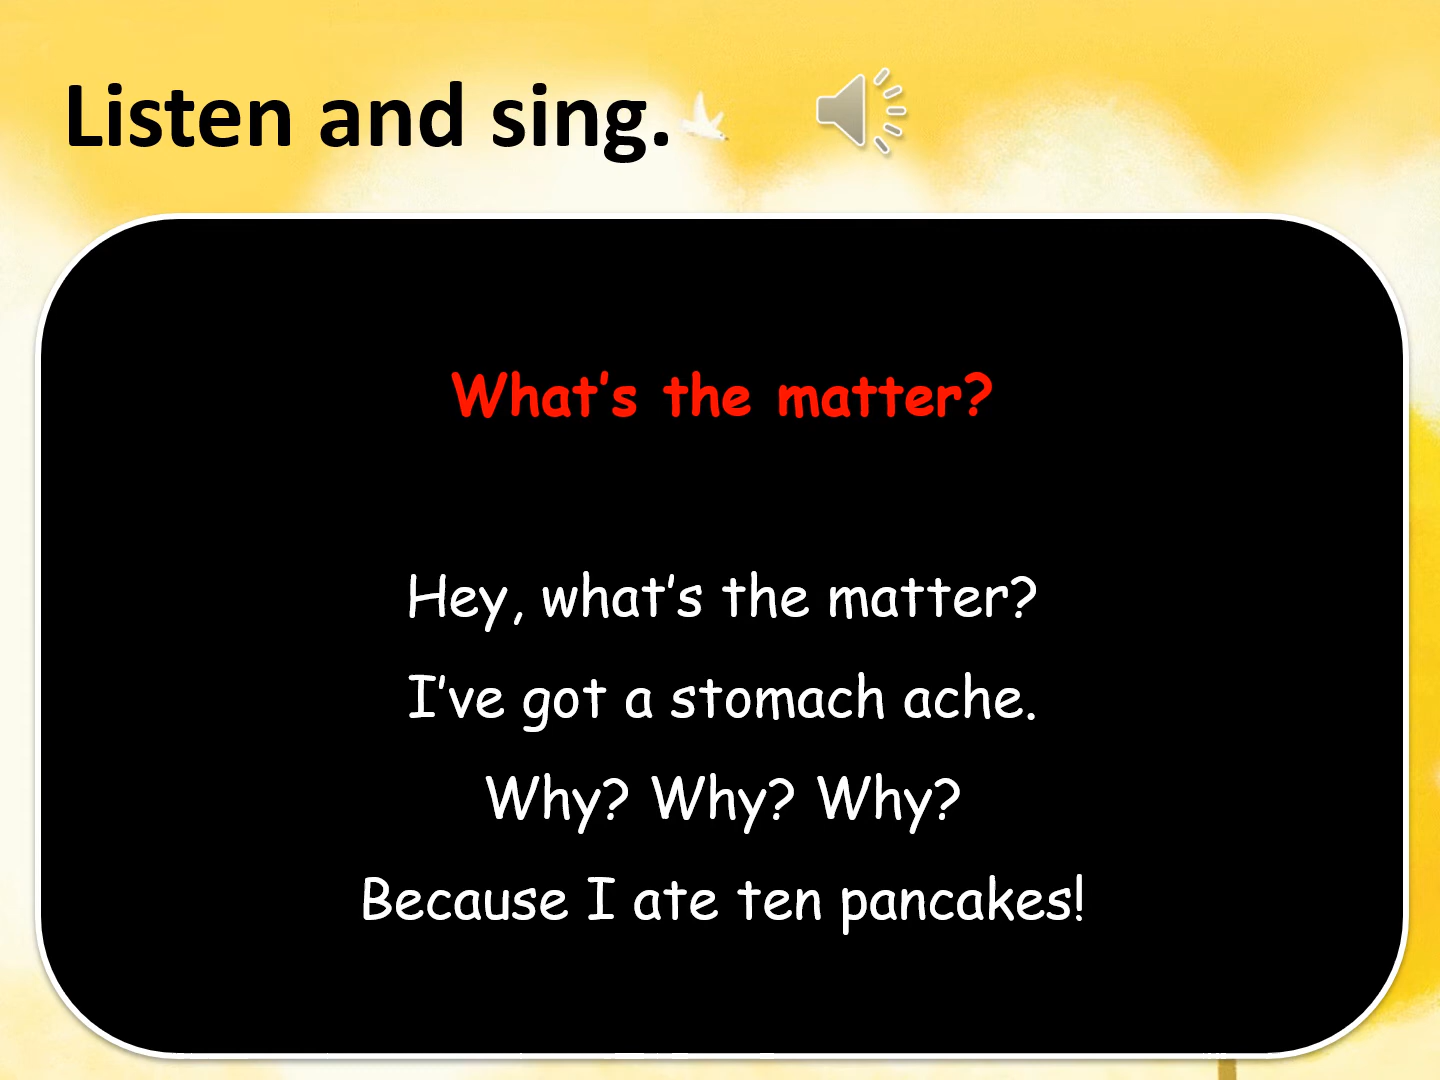 Listen and sing.
What’s the matter?
Hey, what’s the matter?
I’ve got a stomach ache.
Why? Why? Why?
Because I ate ten pancakes!